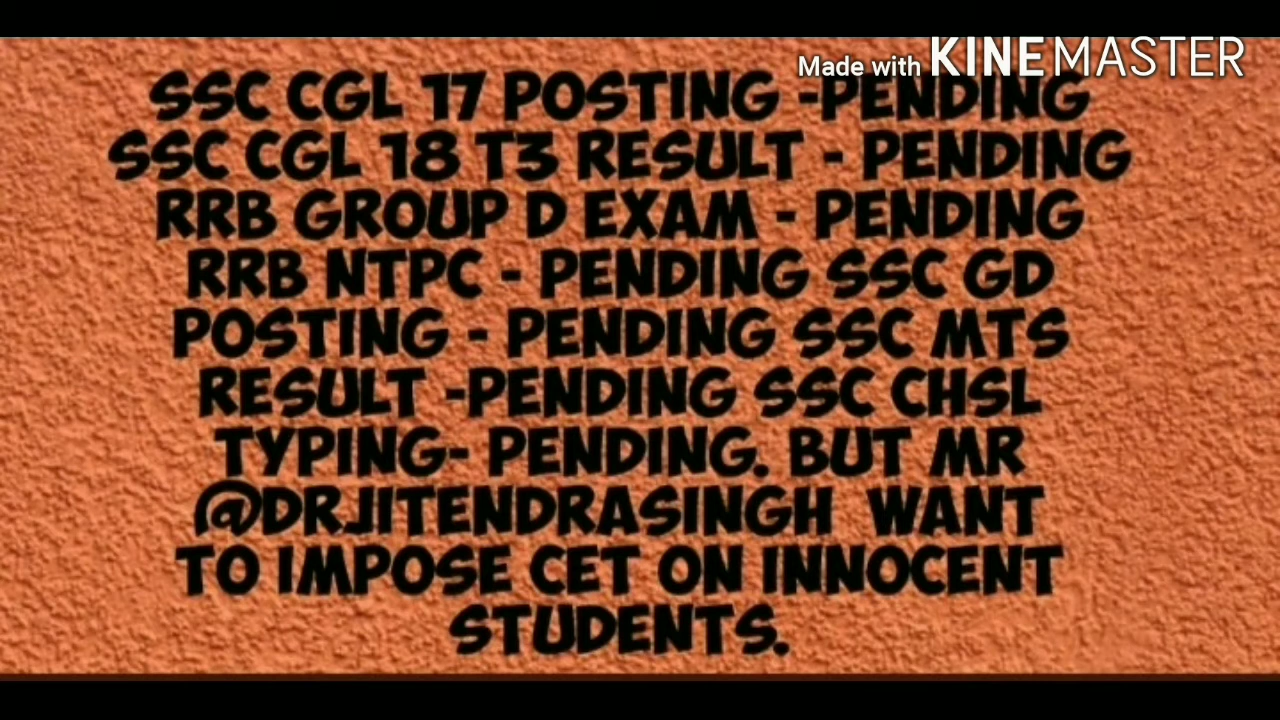 Made with KINEMASTER
SSC CGL 17 POSTING -PENDING
SSC CGL 18 T3 RESULT - PENDING
RRB GROUP D EXAM - PENDING
RRB NTPC - PENDING SSC GD
POSTING - PENDING SSC MTS
RESULT -PENDING SSC CHSL
TYPING- PENDING. BUT MR
@DRJITENDRASINGH WANT
TO IMPOSE CET ON INNOCENT
STUDENTS.